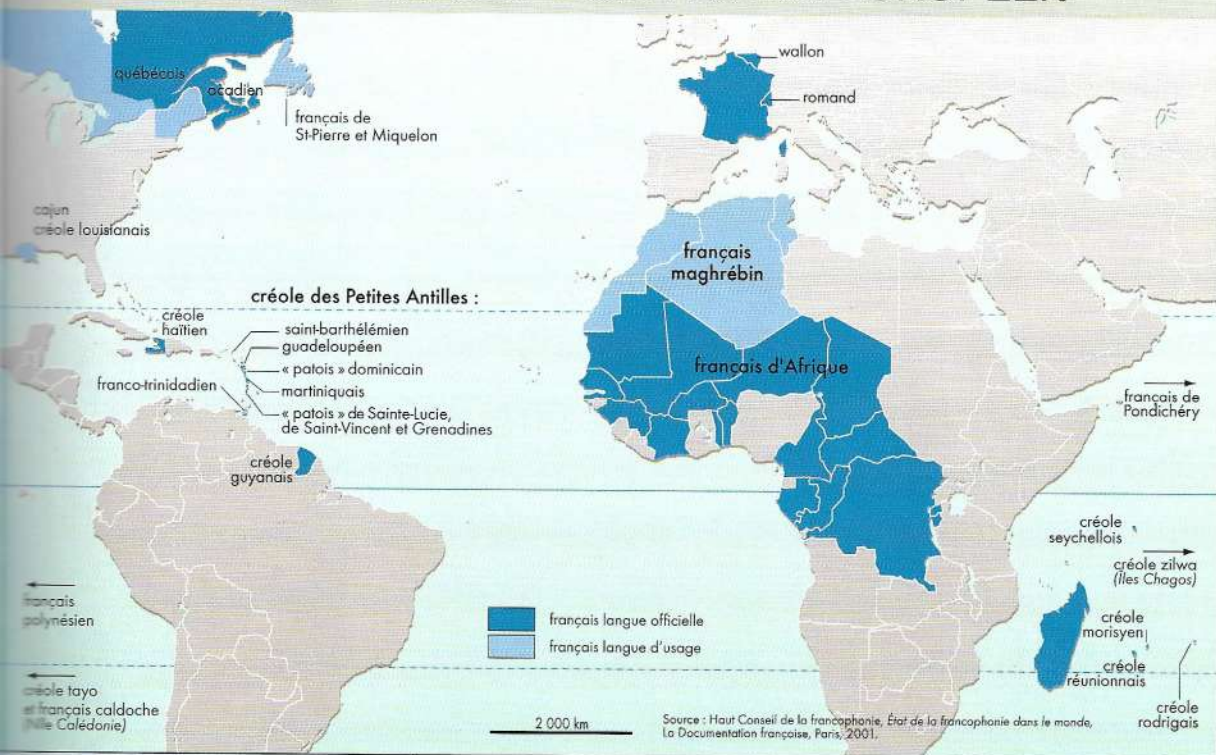 québécois
acadien
français de
St-Pierre et Miquelon
wallon
romand
cajun
créole louisianais
français
maghrébin
créole des Petites Antilles :
créole
haïtien
saint-barthélémien
guadeloupéen
« patois » dominicain
franco-trinidadien
martiniquais
« patois » de Sainte-Lucie,
de Saint-Vincent et Grenadines
français d'Afrique
français de
Pondichéry
créole
guyanais
créole
seychellois
créole zilwa
(Îles Chagos)
français
polynésien
français langue officielle
français langue d'usage
créole
morisyen
créole
réunionnais
créole tayo
et français caldoche
(Nlle Calédonie)
créole
rodrigais
2 000 km
Source : Haut Conseil de la francophonie, État de la francophonie dans le monde,
La Documentation françoise, Paris, 2001.